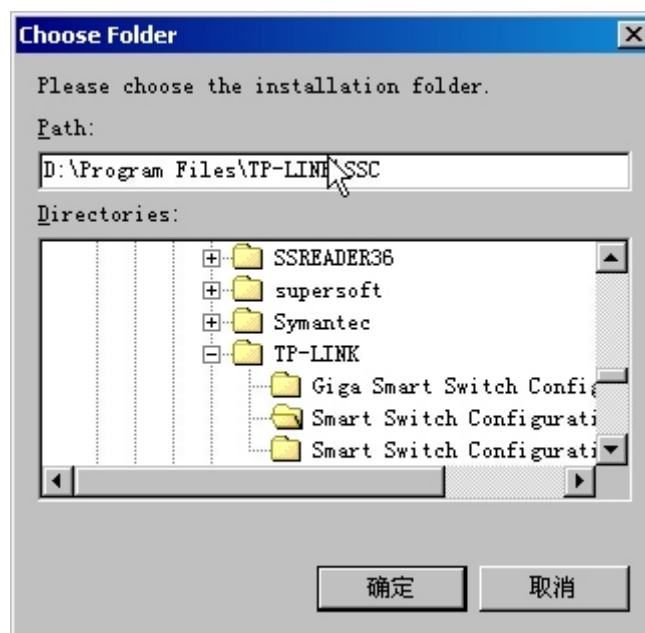 Choose Folder
Please choose the installation folder.
Path:
D:\Program Files\TP-LINK\SSC
Directories:
SSREADER36
supersoft
Symantec
TP-LINK
Giga Smart Switch Config
Smart Switch Configurati
Smart Switch Configurati
确定
取消